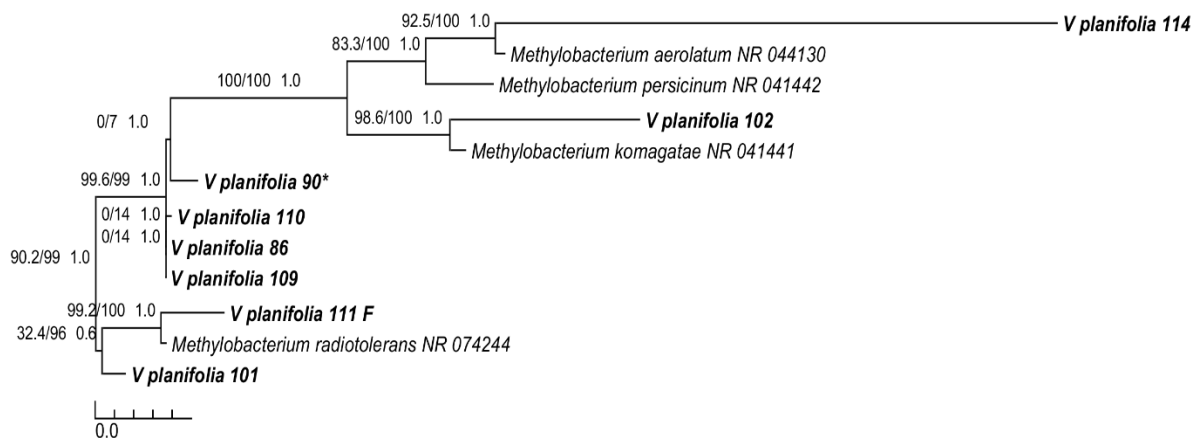 92.5/100 1.0
V planifolia 114
83.3/100 1.0
Methylobacterium aerolatum NR 044130
100/100 1.0
Methylobacterium persicinum NR 041442
98.6/100 1.0
V planifolia 102
0/7 1.0
Methylobacterium komagatae NR 041441
99.6/99 1.0
V planifolia 90*
0/14 1.0
V planifolia 110
0/14 1.0
V planifolia 86
90.2/99 1.0
V planifolia 109
99.2/100 1.0
V planifolia 111 F
32.4/96 0.6
Methylobacterium radiotolerans NR 074244
V planifolia 101
0.0